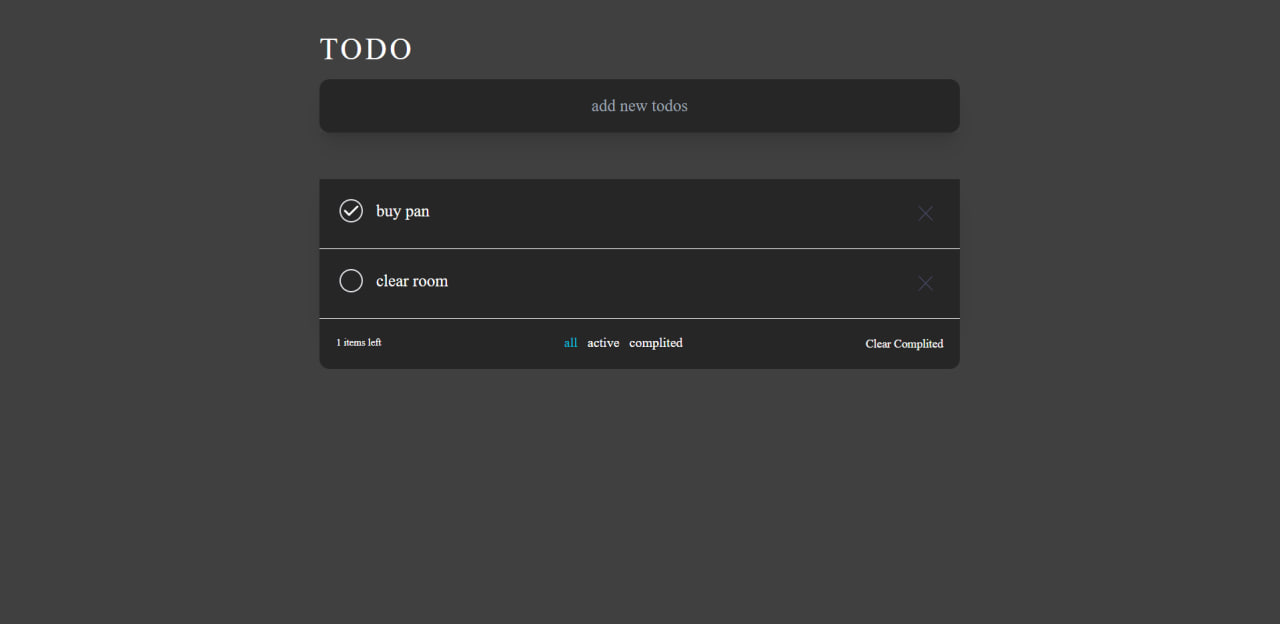 TODO
add new todos
buy pan
clear room
1 items left
all active complited
Clear Complited